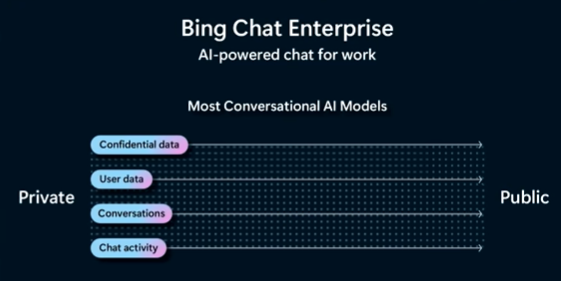 Bing Chat Enterprise
AI-powered chat for work
Most Conversational AI Models
Confidential data
User data
Private
Public
Conversations
Chat activity